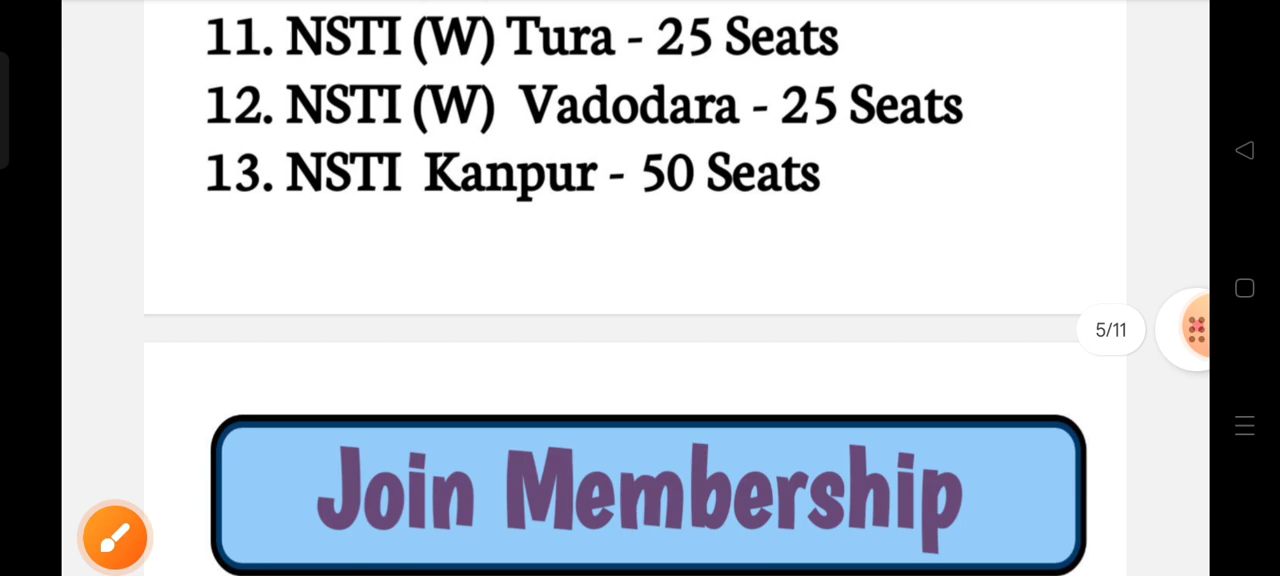 11. NSTI (W) Tura - 25 Seats
12. NSTI (W) Vadodara - 25 Seats
13. NSTI Kanpur - 50 Seats
5/11
Join Membership